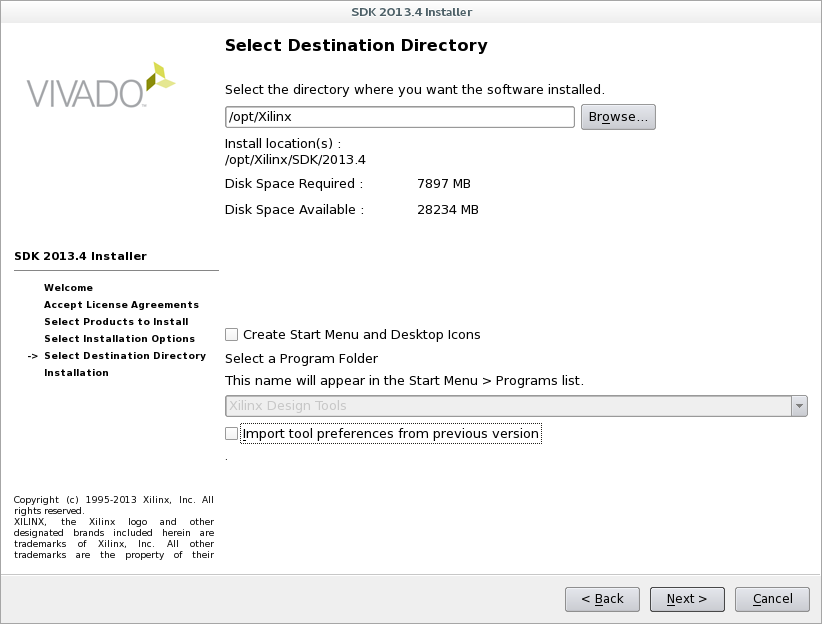 SDK 2013.4 Installer
VIVADO
Select Destination Directory
Select the directory where you want the software installed.
/opt/Xilinx
Browse...
Install location(s) :
/opt/Xilinx/SDK/2013.4
Disk Space Required : 7897 MB
Disk Space Available : 28234 MB
SDK 2013.4 Installer
Welcome
Accept License Agreements
Select Products to Install
Select Installation Options
-> Select Destination Directory
Installation
Create Start Menu and Desktop Icons
Select a Program Folder
This name will appear in the Start Menu > Programs list.
Xilinx Design Tools
Import tool preferences from previous version
.
Copyright (c) 1995-2013 Xilinx, Inc. All
rights reserved.
XILINX, the Xilinx logo and other
designated brands included herein are
trademarks of Xilinx, Inc. All other
trademarks are the property of their
< Back
Next >
Cancel